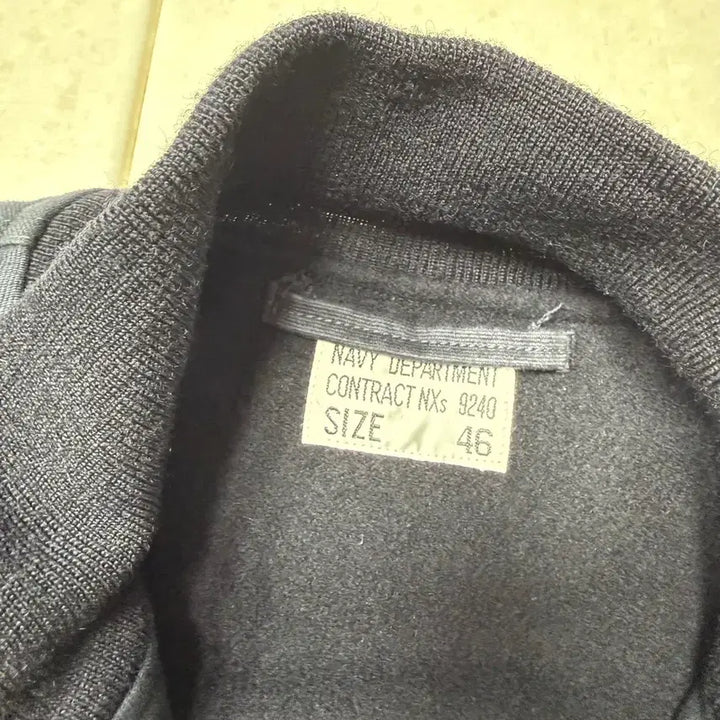 NAVY DEPARTMENT
CONTRACT NXs 9240
SIZE 46